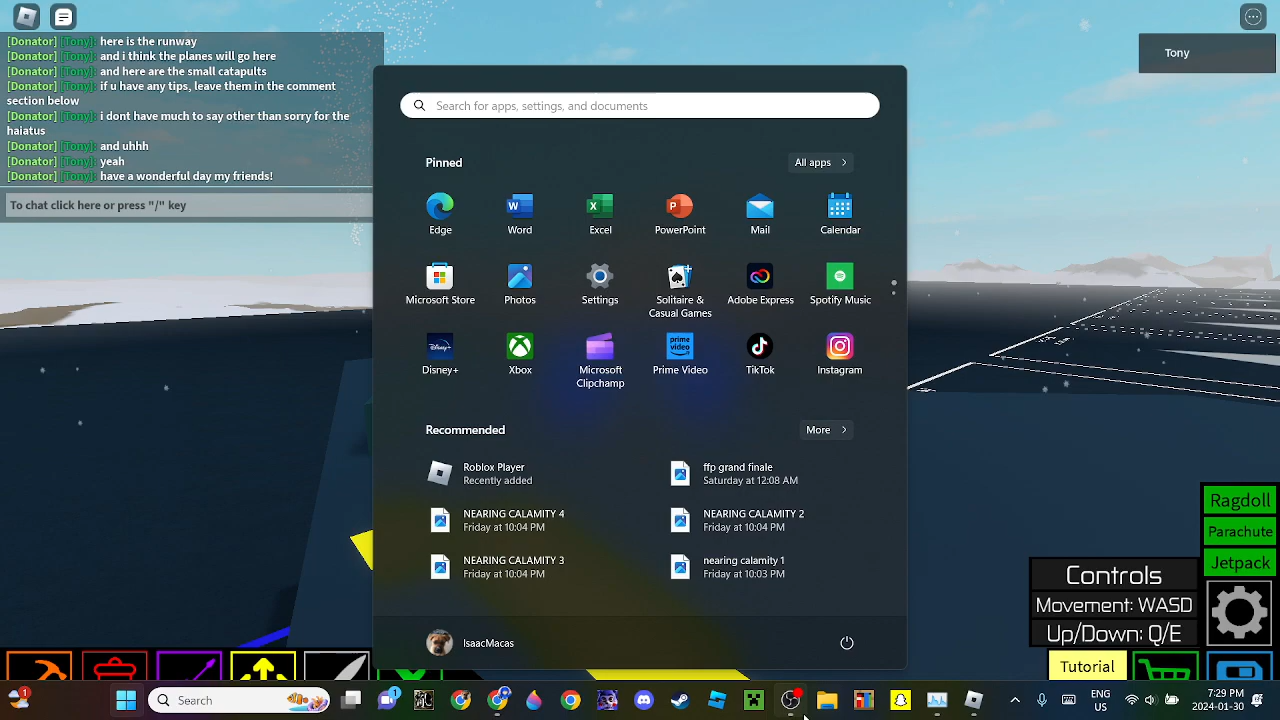 [Donator] [Tony]: here is the runway
[Donator] [Tony]: and i think the planes will go here
[Donator] [Tony]: and here are the small catapults
[Donator] [Tony]: if u have any tips, leave them in the comment
section below
[Donator] [Tony]: i dont have much to say other than sorry for the
haiatus
[Donator] [Tony]: and uhhh
[Donator] [Tony]: yeah
[Donator] [Tony]: have a wonderful day my friends!
To chat click here or press "/" key
Tony
Search for apps, settings, and documents
Pinned
All apps
Edge
Word
Excel
PowerPoint
Mail
Calendar
Microsoft Store
Photos
Settings
Solitaire &
Casual Games
Adobe Express
Spotify Music
Disney+
Xbox
Microsoft
Clipchamp
prime
video
Prime Video
TikTok
Instagram
Recommended
More
Roblox Player
Recently added
ffp grand finale
Saturday at 12:08 AM
NEARING CALAMITY 4
Friday at 10:04 PM
NEARING CALAMITY 2
Friday at 10:04 PM
NEARING CALAMITY 3
Friday at 10:04 PM
nearing calamity 1
Friday at 10:03 PM
IsaacMacas
Ragdoll
Parachute
Jetpack
Controls
Movement: WASD
Up/Down: Q/E
Tutorial
1
Search
1
ENG
US
7:29 PM
2024-01-30